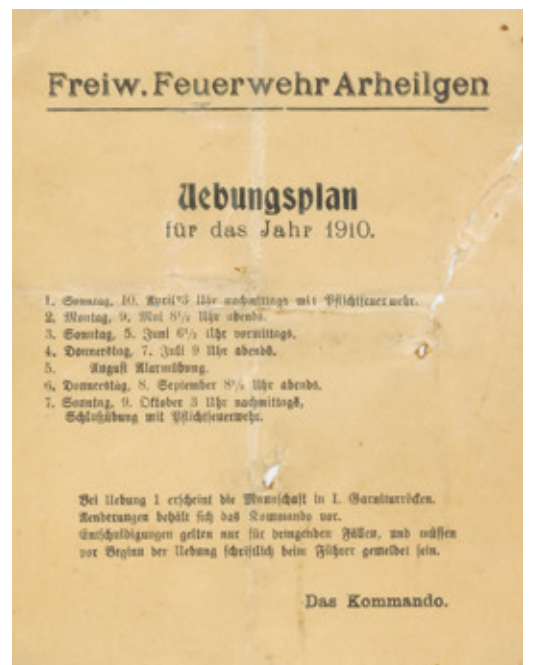 Freiw. Feuerwehr Arheilgen
Uebungsplan
für das Jahr 1910.
1. Sonntag, 10. April 3 Uhr nachmittags mit Pflichtfeuerwehr.
2. Montag, 9. Mai 8½ Uhr abends.
3. Sonntag, 5. Juni 6½ Uhr vormittags.
4. Donnerstag, 7. Juli 9 Uhr abends.
5. August Alarmübung.
6. Donnerstag, 8. September 8½ Uhr abends.
7. Sonntag, 9. Oktober 3 Uhr nachmittags,
Schlußübung mit Pflichtfeuerwehr.
Bei Uebung 1 erscheint die Mannschaft in I. Garniturröcken.
Aenderungen behält sich das Kommando vor.
Entschuldigungen gelten nur für dringenden Fällen, und müssen
vor Beginn der Uebung schriftlich beim Führer gemeldet sein.
Das Kommando.